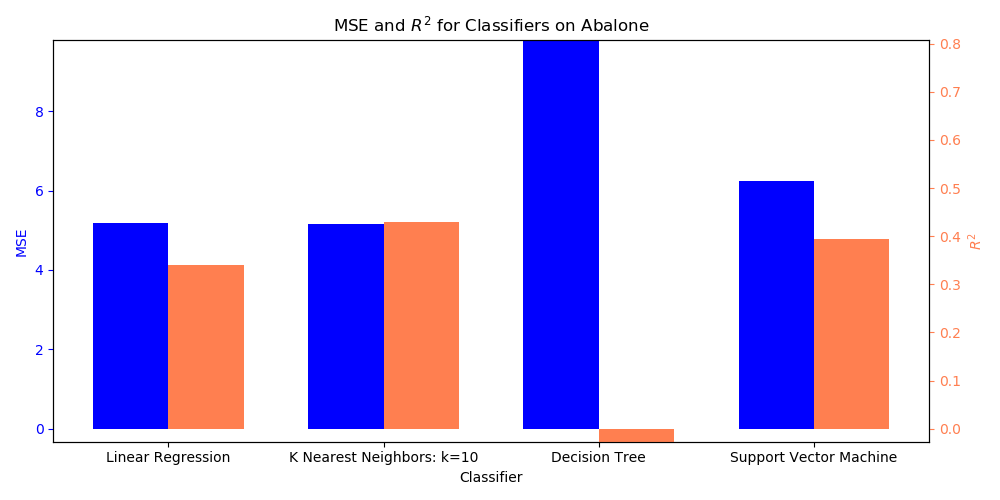 MSE and R² for Classifiers on Abalone
8
6
4
2
0
MSE
0.8
0.7
0.6
0.5
0.4
0.3
0.2
0.1
0.0
R²
Linear Regression
K Nearest Neighbors: k=10
Decision Tree
Support Vector Machine
Classifier